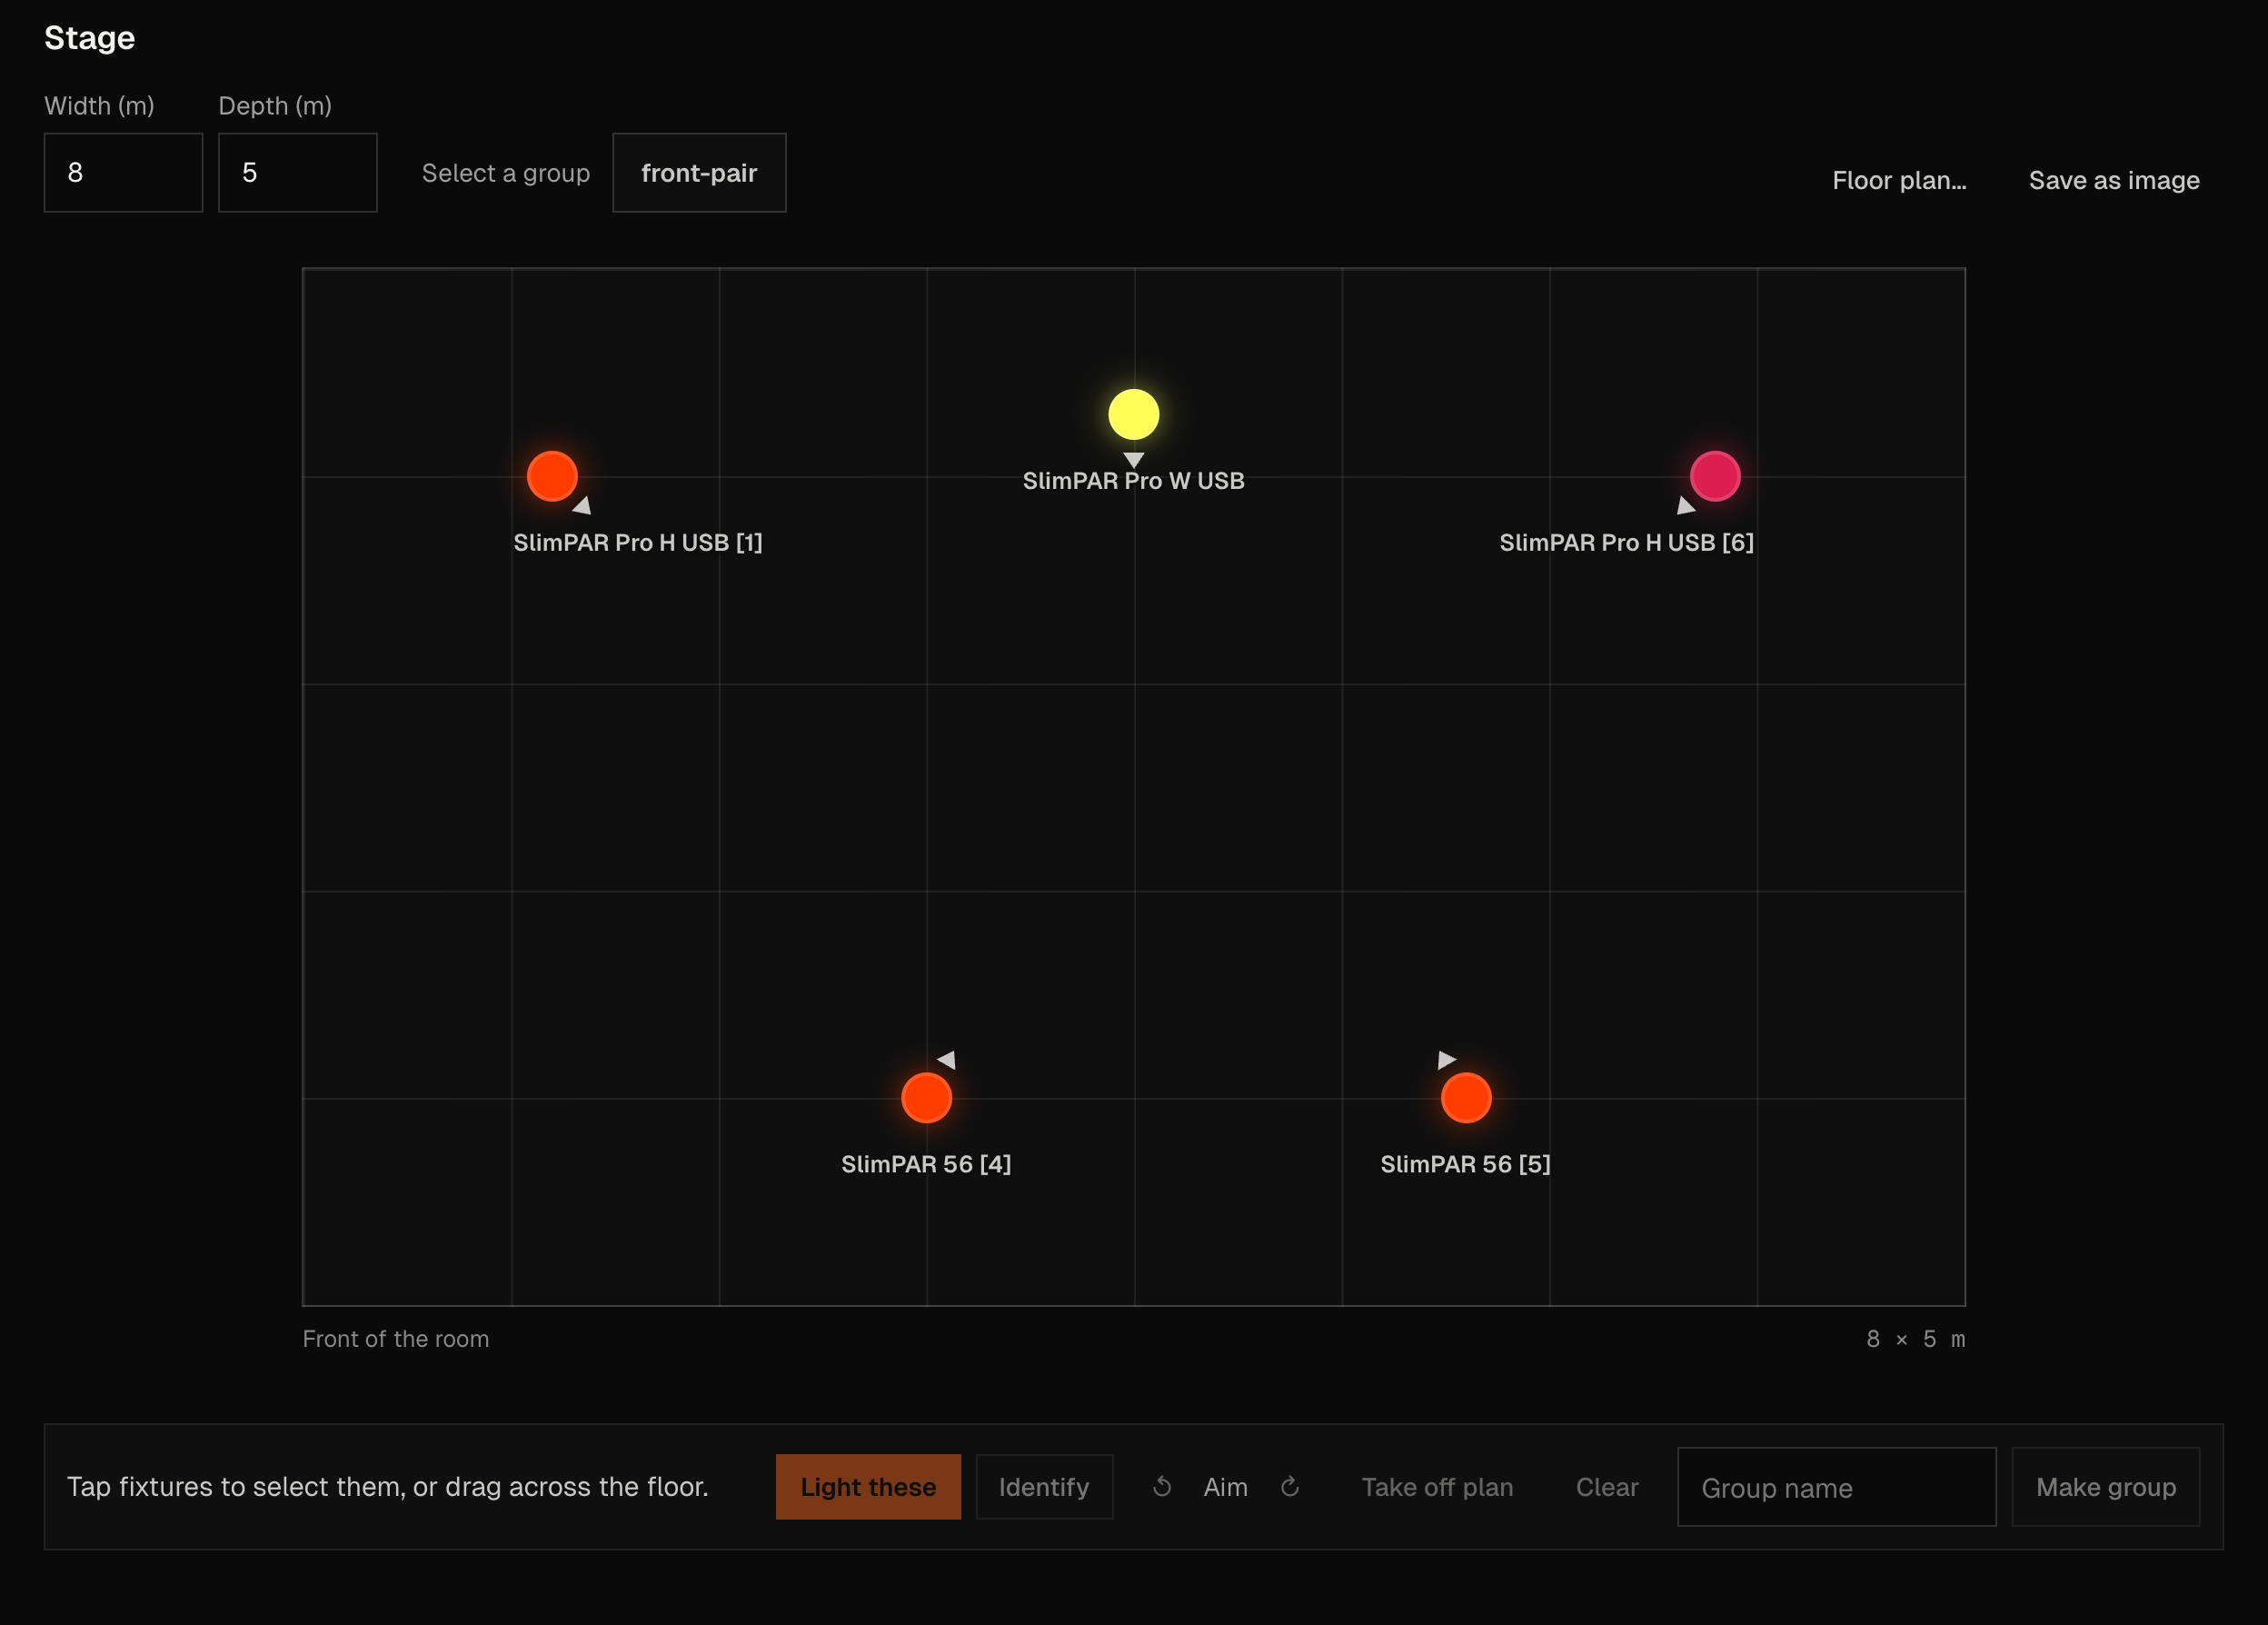 Stage
Width (m) Depth (m)
8 5 Select a group front-pair Floor plan... Save as image
SlimPAR Pro W USB
SlimPAR Pro H USB [1] SlimPAR Pro H USB [6]
SlimPAR 56 [4] SlimPAR 56 [5]
Front of the room 8 × 5 m
Tap fixtures to select them, or drag across the floor. Light these Identify Aim Take off plan Clear Group name Make group